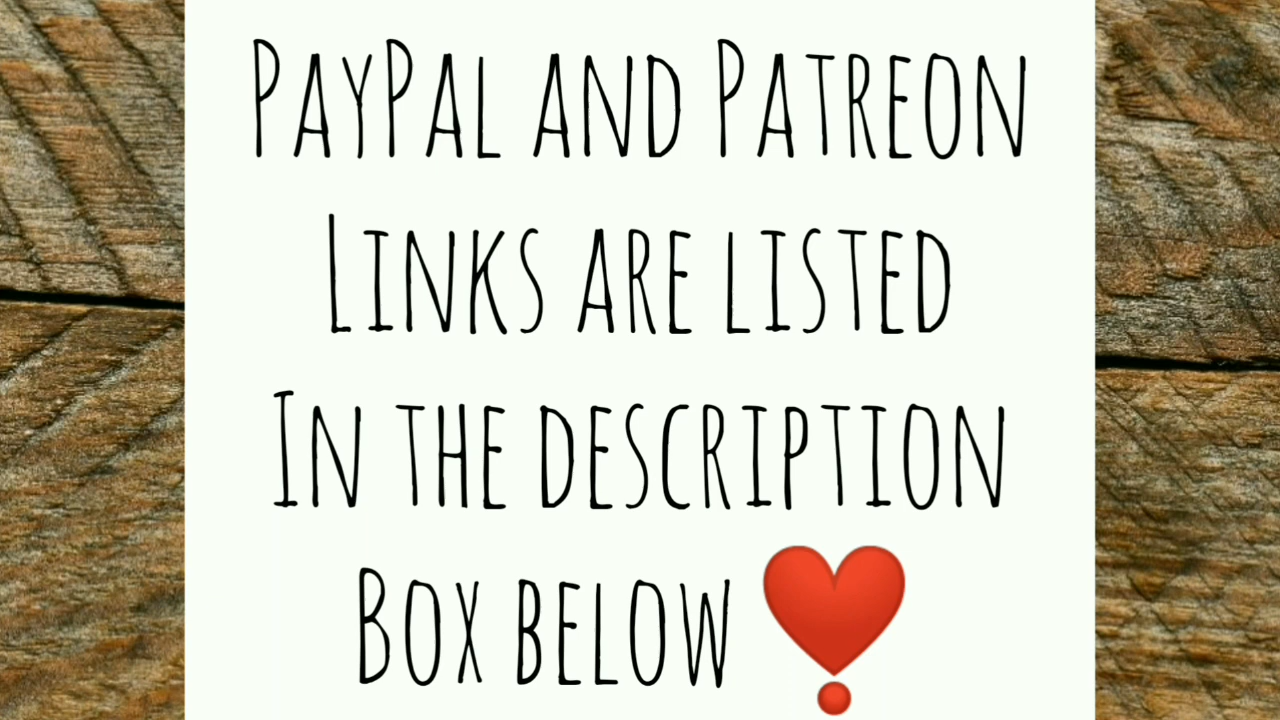 PayPal and Patreon
Links are listed
In the description
Box below ❣